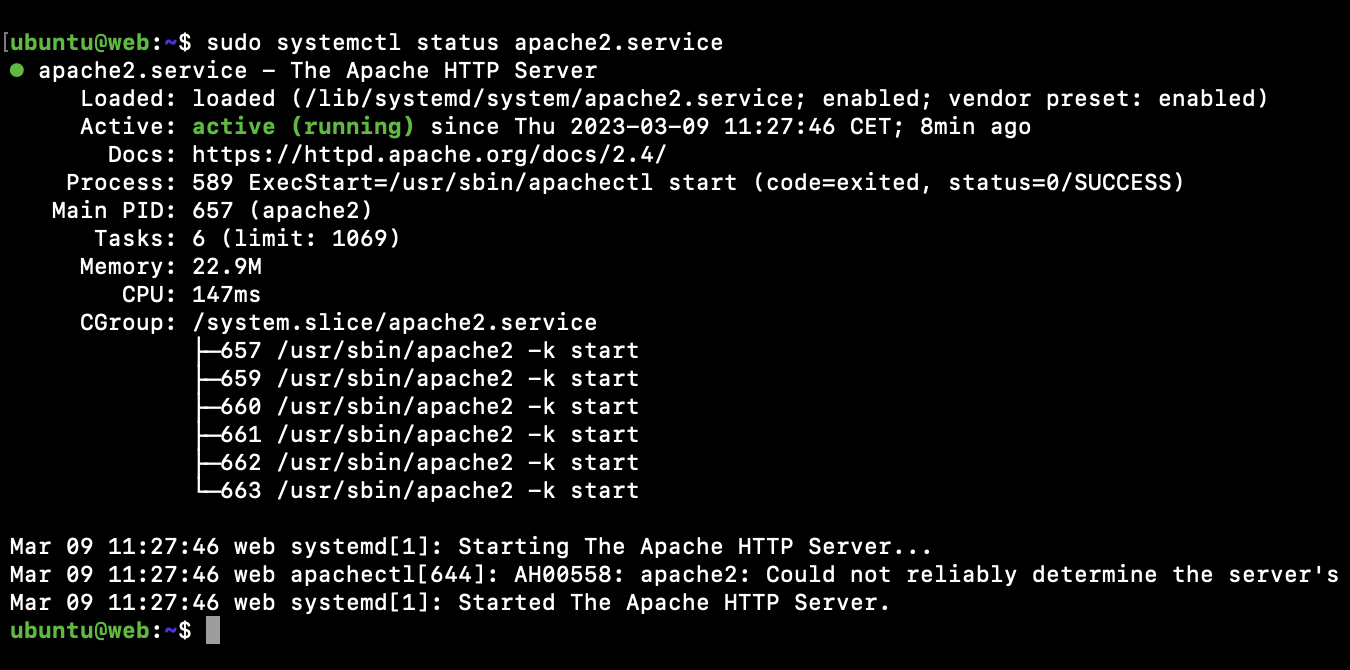 [ubuntu@web:~$ sudo systemctl status apache2.service
● apache2.service – The Apache HTTP Server
     Loaded: loaded (/lib/systemd/system/apache2.service; enabled; vendor preset: enabled)
     Active: active (running) since Thu 2023-03-09 11:27:46 CET; 8min ago
       Docs: https://httpd.apache.org/docs/2.4/
    Process: 589 ExecStart=/usr/sbin/apachectl start (code=exited, status=0/SUCCESS)
   Main PID: 657 (apache2)
      Tasks: 6 (limit: 1069)
     Memory: 22.9M
        CPU: 147ms
     CGroup: /system.slice/apache2.service
             ├─657 /usr/sbin/apache2 -k start
             ├─659 /usr/sbin/apache2 -k start
             ├─660 /usr/sbin/apache2 -k start
             ├─661 /usr/sbin/apache2 -k start
             ├─662 /usr/sbin/apache2 -k start
             └─663 /usr/sbin/apache2 -k start

Mar 09 11:27:46 web systemd[1]: Starting The Apache HTTP Server...
Mar 09 11:27:46 web apachectl[644]: AH00558: apache2: Could not reliably determine the server's
Mar 09 11:27:46 web systemd[1]: Started The Apache HTTP Server.
ubuntu@web:~$